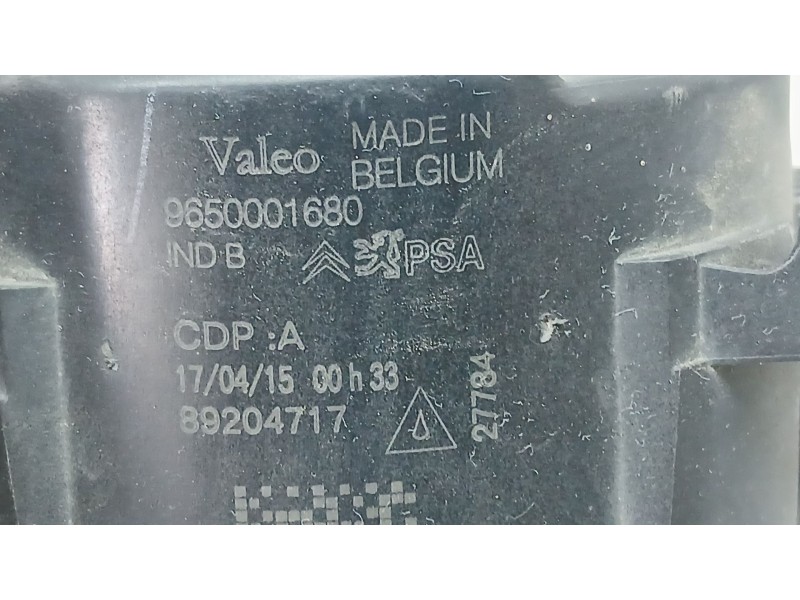 Valeo MADE IN
BELGIUM
9650001680
IND B PSA
CDP :A
17/04/15 00 h 33
89204717
27784